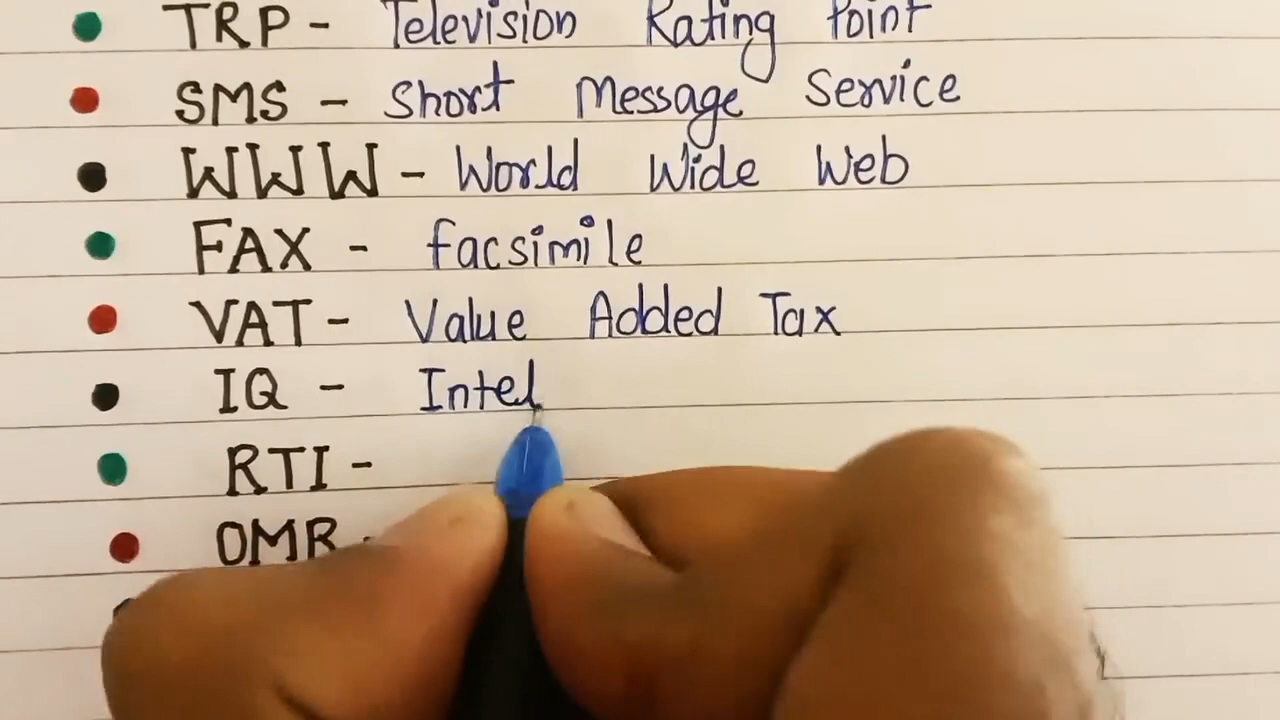 TRP - Television Rating Point
SMS - Short Message Service
WWW - World Wide Web
FAX - facsimile
VAT - Value Added Tax
IQ - Intel
RTI -
OMR -